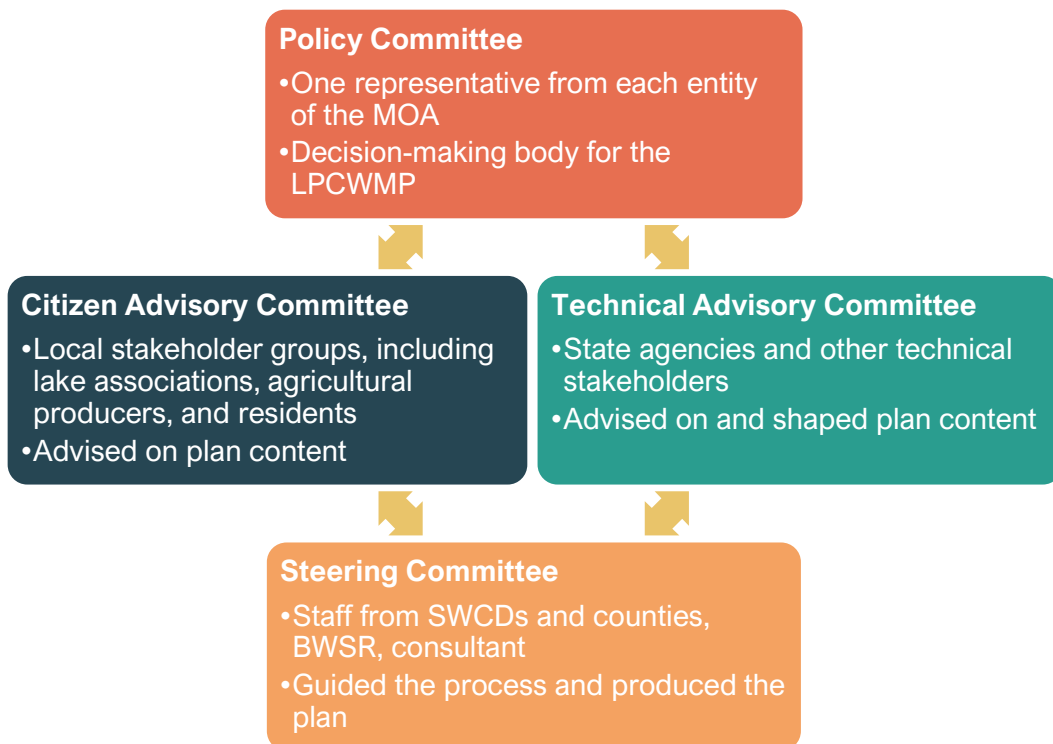 Policy Committee
•One representative from each entity
of the MOA
•Decision-making body for the
LPCWMP
Citizen Advisory Committee
•Local stakeholder groups, including
lake associations, agricultural
producers, and residents
•Advised on plan content
Technical Advisory Committee
•State agencies and other technical
stakeholders
•Advised on and shaped plan content
Steering Committee
•Staff from SWCDs and counties,
BWSR, consultant
•Guided the process and produced the
plan